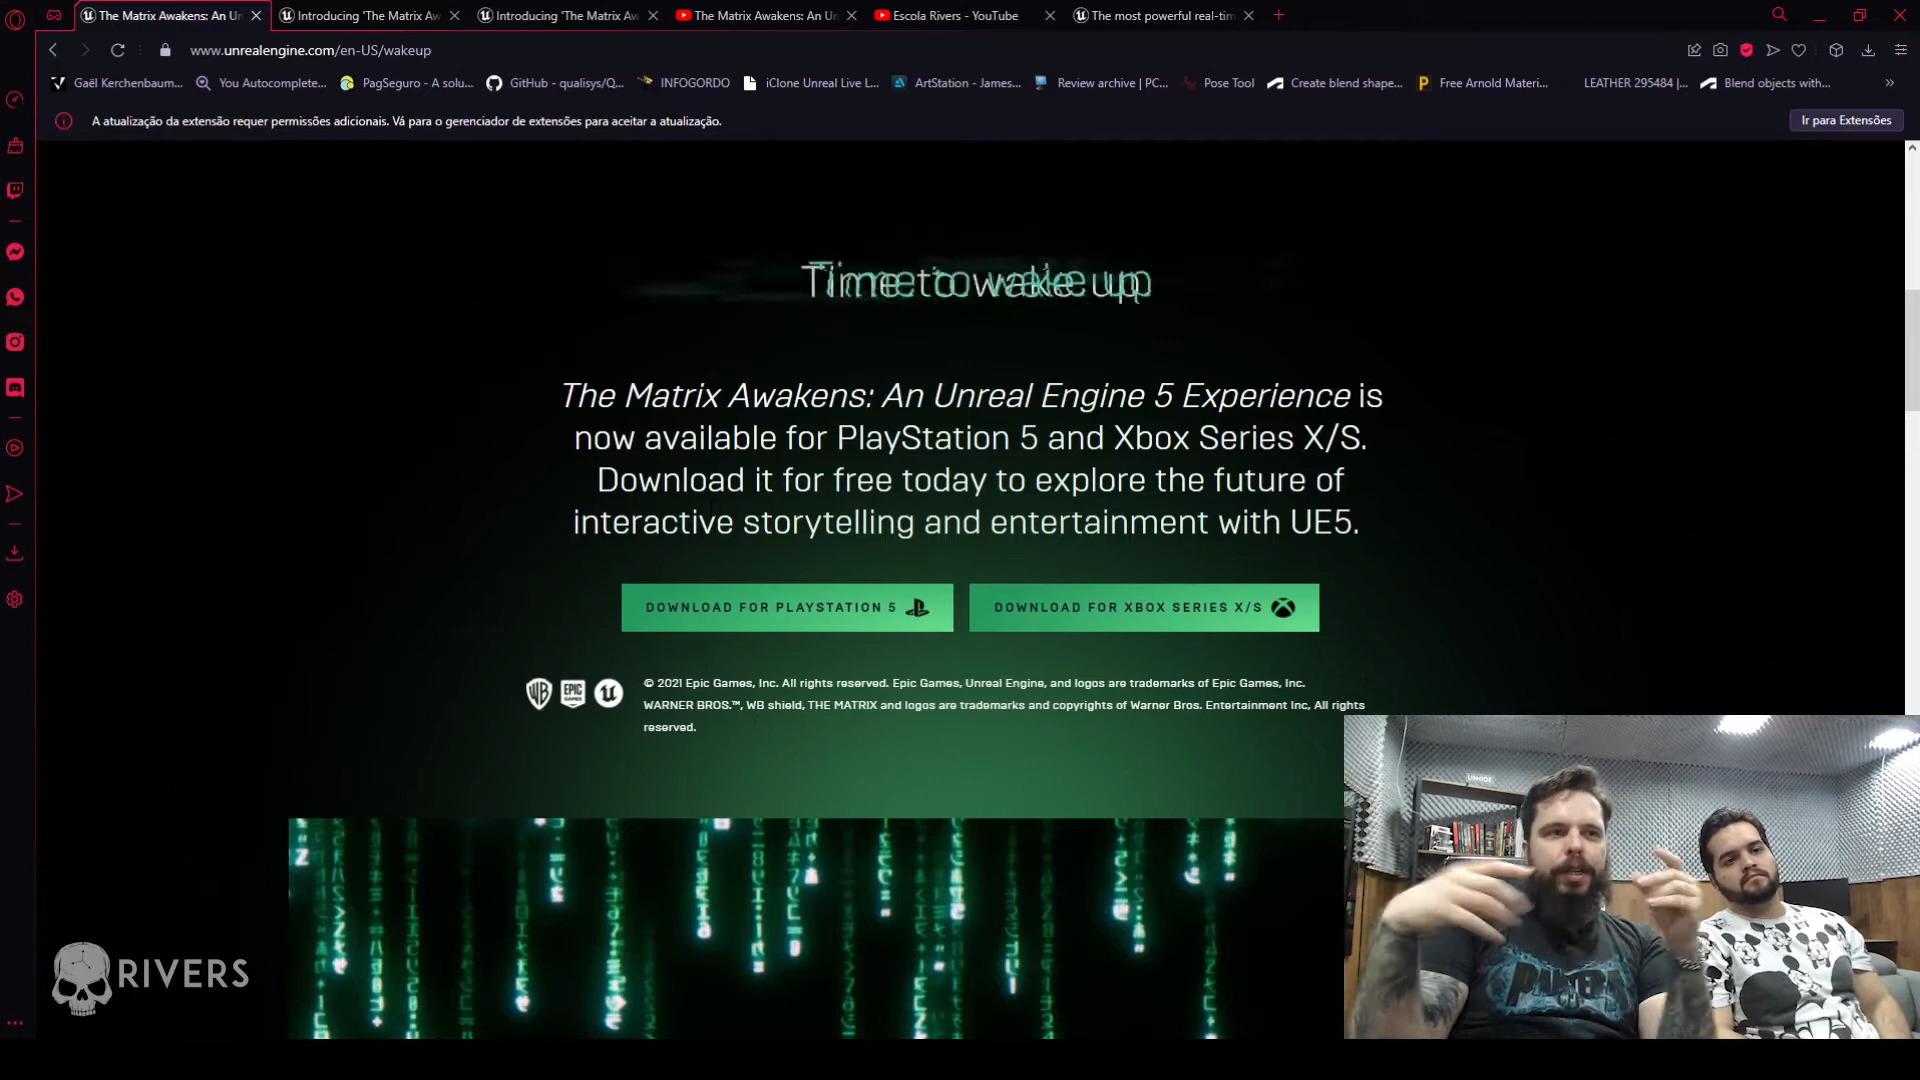 The Matrix Awakens: An Un
Introducing 'The Matrix Aw
Introducing 'The Matrix Aw
The Matrix Awakens: An Un
Escola Rivers - YouTube
The most powerful real-tim
www.unrealengine.com/en-US/wakeup
Gaël Kerchenbaum...
You Autocomplete...
PagSeguro - A solu...
GitHub - qualisys/Q...
INFOGORDO
iClone Unreal Live L...
ArtStation - James...
Review archive | PC...
Pose Tool
Create blend shape...
Free Arnold Materi...
LEATHER 295484 |...
Blend objects with...
A atualização da extensão requer permissões adicionais. Vá para o gerenciador de extensões para aceitar a atualização.
Ir para Extensões
Time to wake up
The Matrix Awakens: An Unreal Engine 5 Experience is
now available for PlayStation 5 and Xbox Series X/S.
Download it for free today to explore the future of
interactive storytelling and entertainment with UE5.
DOWNLOAD FOR PLAYSTATION 5
DOWNLOAD FOR XBOX SERIES X/S
WB
EPIC GAMES
© 2021 Epic Games, Inc. All rights reserved. Epic Games, Unreal Engine, and logos are trademarks of Epic Games, Inc.
WARNER BROS.™, WB shield, THE MATRIX and logos are trademarks and copyrights of Warner Bros. Entertainment Inc, All rights
reserved.
PANTERA
RIVERS